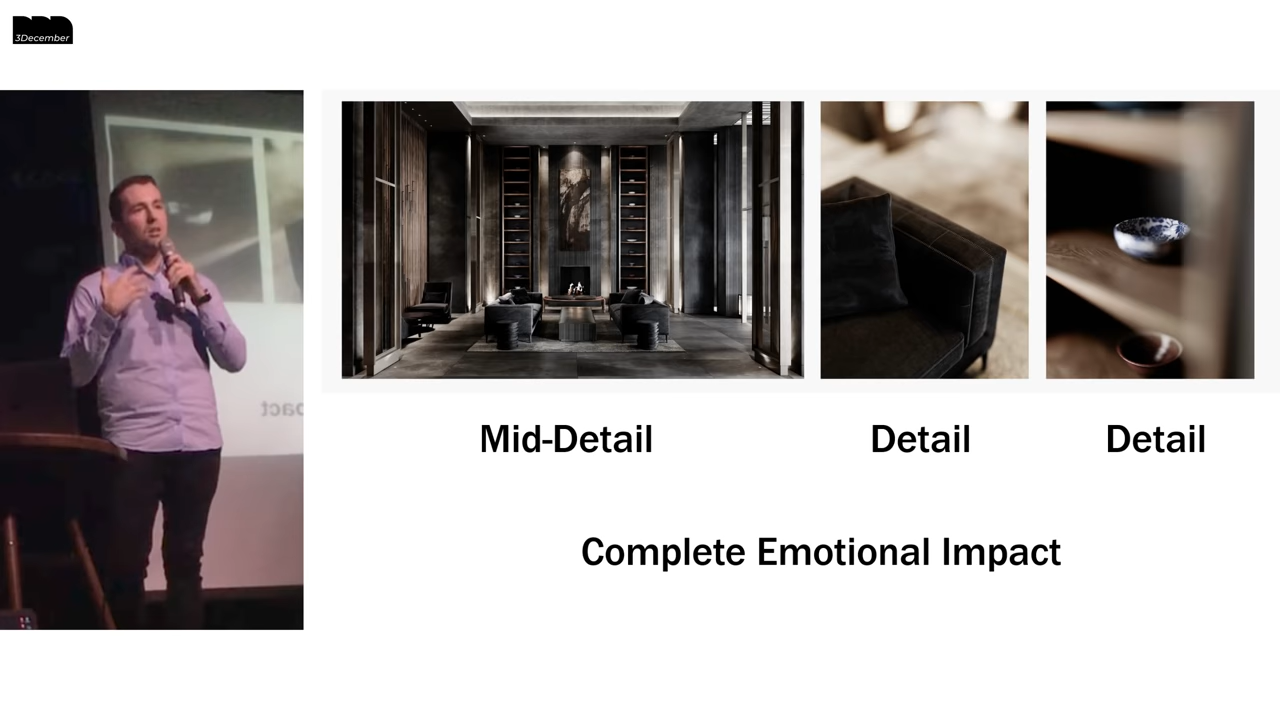 3December
Mid-Detail
Detail
Detail
Complete Emotional Impact